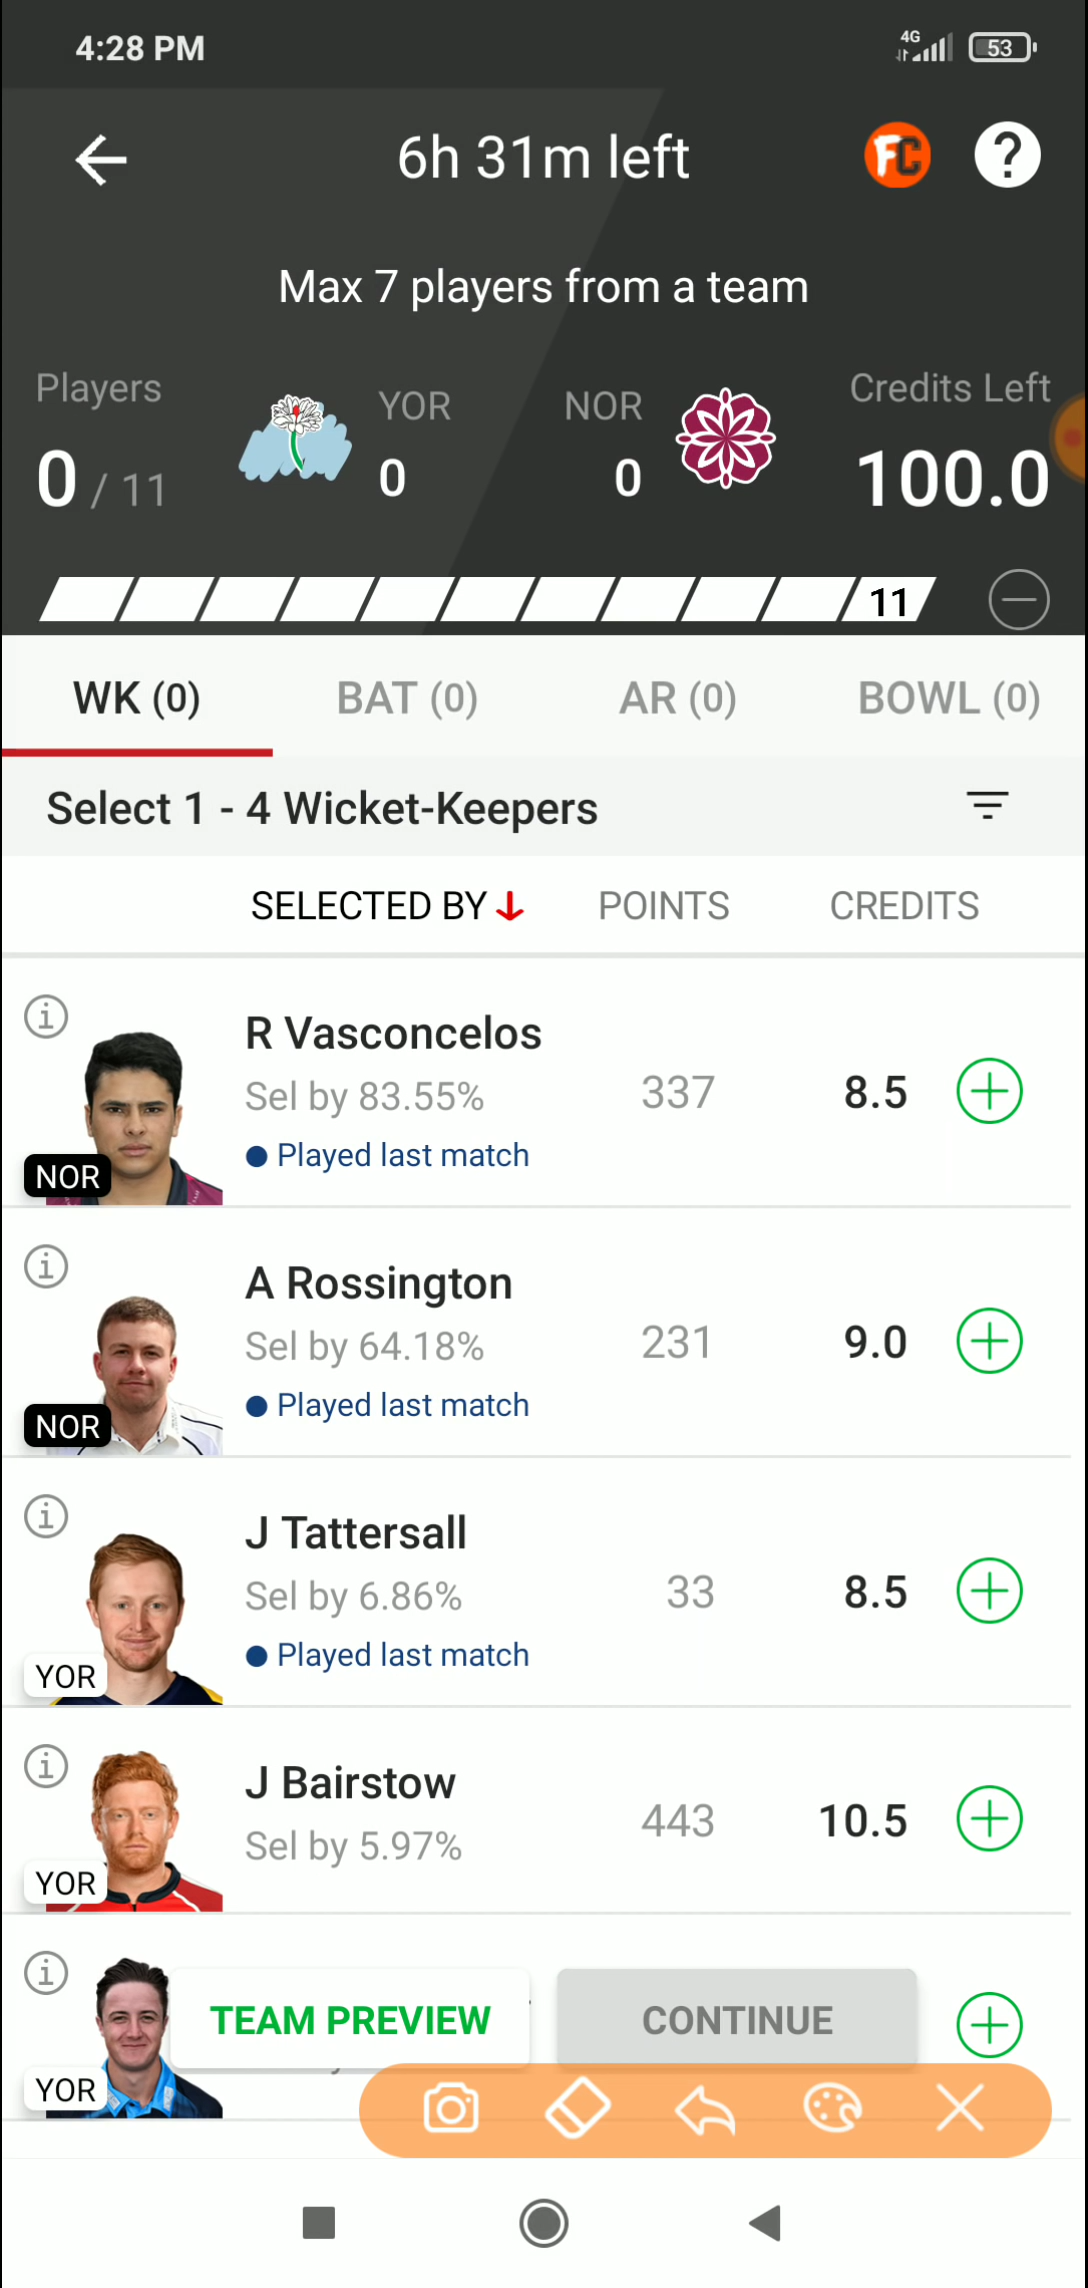 4:28 PM
4G
53
6h 31m left
FC
?
Max 7 players from a team
Players
YOR
NOR
Credits Left
0 / 11
0
0
100.0
11
WK (0)
BAT (0)
AR (0)
BOWL (0)
Select 1 - 4 Wicket-Keepers
SELECTED BY
POINTS
CREDITS
R Vasconcelos
Sel by 83.55%
337
8.5
Played last match
NOR
A Rossington
Sel by 64.18%
231
9.0
Played last match
NOR
J Tattersall
Sel by 6.86%
33
8.5
Played last match
YOR
J Bairstow
Sel by 5.97%
443
10.5
YOR
TEAM PREVIEW
CONTINUE
YOR